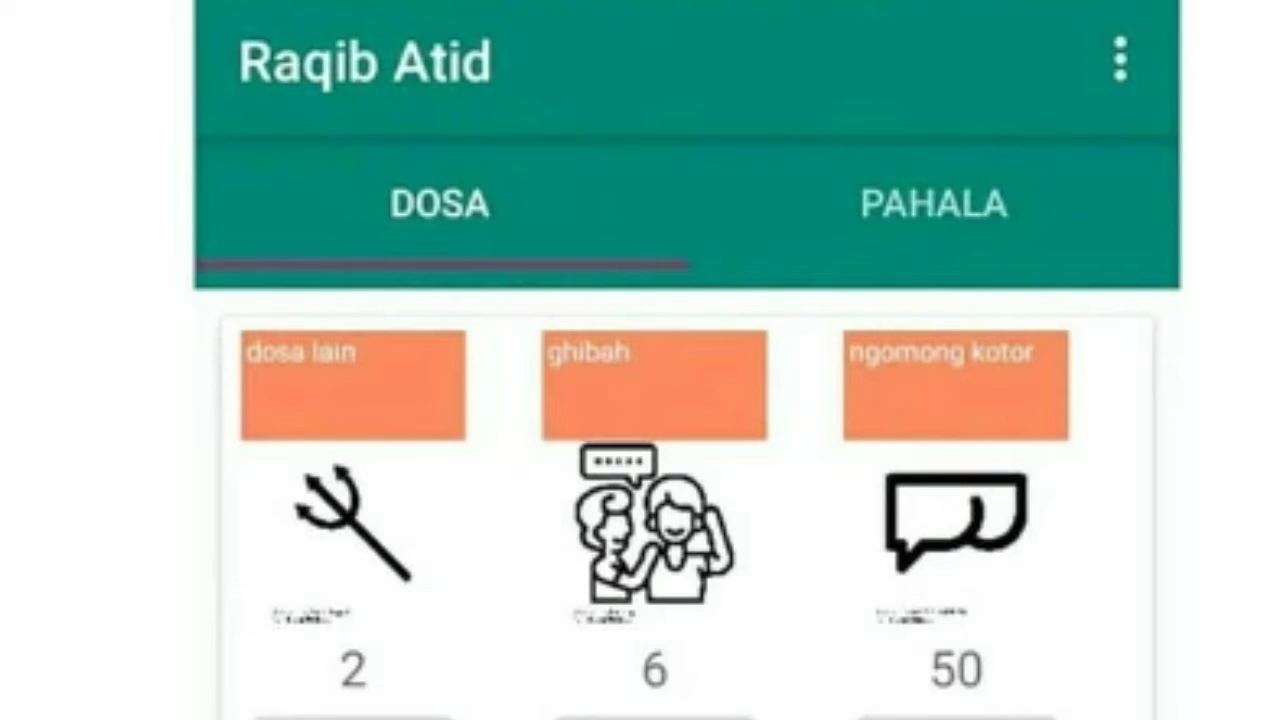 Raqib Atid
DOSA
PAHALA
dosa lain
ghibah
ngomong kotor
2
6
50